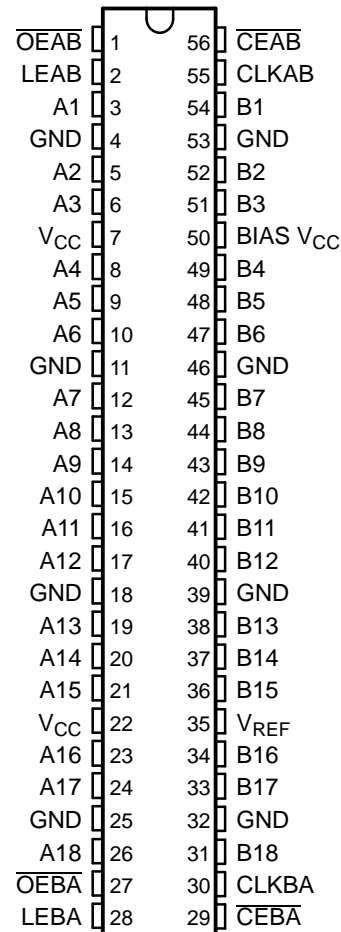 O̅E̅A̅B̅ 1 56 C̅E̅A̅B̅
LEAB 2 55 CLKAB
A1 3 54 B1
GND 4 53 GND
A2 5 52 B2
A3 6 51 B3
VCC 7 50 BIAS VCC
A4 8 49 B4
A5 9 48 B5
A6 10 47 B6
GND 11 46 GND
A7 12 45 B7
A8 13 44 B8
A9 14 43 B9
A10 15 42 B10
A11 16 41 B11
A12 17 40 B12
GND 18 39 GND
A13 19 38 B13
A14 20 37 B14
A15 21 36 B15
VCC 22 35 VREF
A16 23 34 B16
A17 24 33 B17
GND 25 32 GND
A18 26 31 B18
O̅E̅B̅A̅ 27 30 CLKBA
LEBA 28 29 C̅E̅B̅A̅